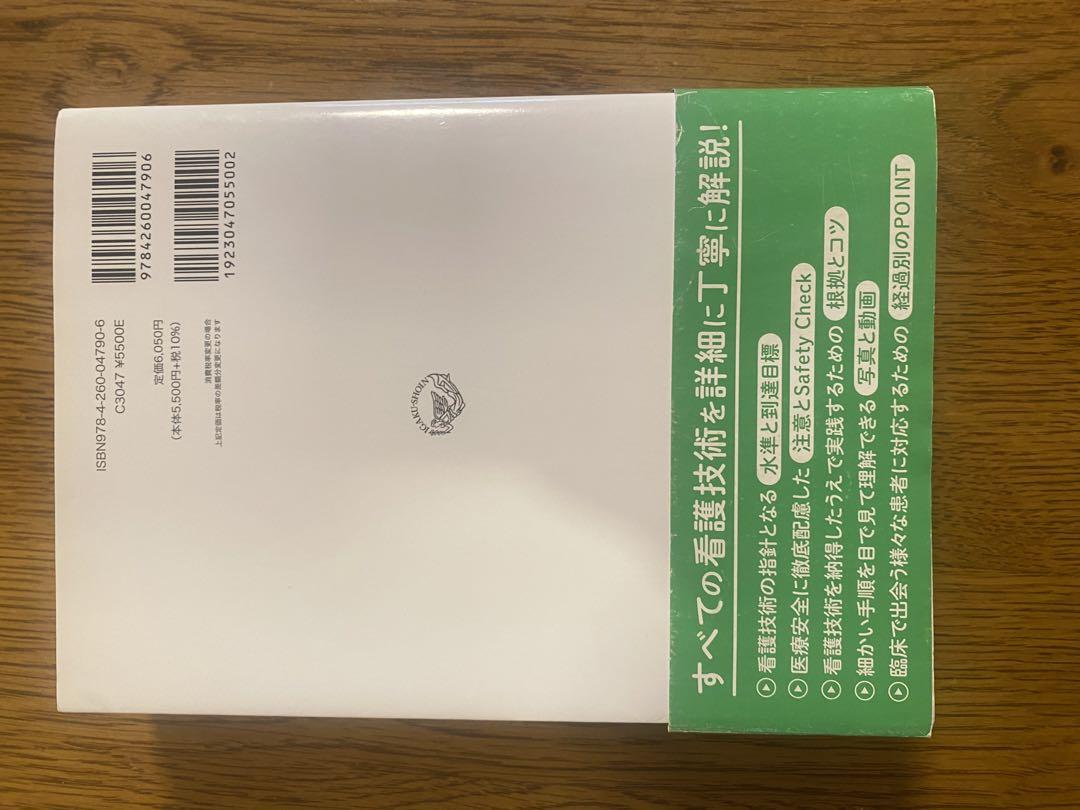 9784260047906
1923047055002
ISBN978-4-260-04790-6
C3047 ¥5500E
定価6,050円
(本体5,500円+税10%)
消費税率変更の場合
上記定価は税率の差額分変更になります
IGAKU-SHOIN
すべての看護技術を詳細に丁寧に解説!
看護技術の指針となる 水準と到達目標
医療安全に徹底配慮した 注意とSafety Check
看護技術を納得したうえで実践するための 根拠とコツ
細かい手順を目で見て理解できる 写真と動画
臨床で出会う様々な患者に対応するための 経過別のPOINT